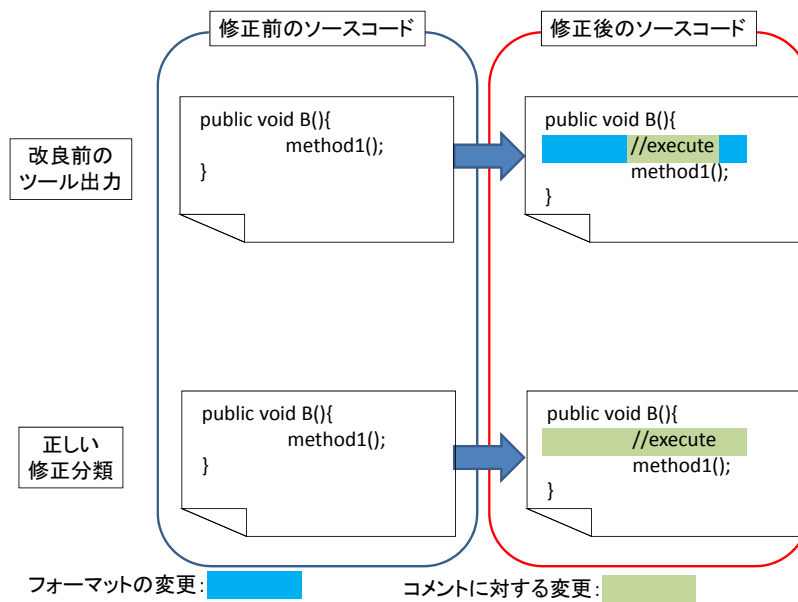 修正前のソースコード
修正後のソースコード
改良前の
ツール出力
public void B(){
method1();
}
public void B(){
//execute
method1();
}
正しい
修正分類
public void B(){
method1();
}
public void B(){
//execute
method1();
}
フォーマットの変更:
コメントに対する変更: